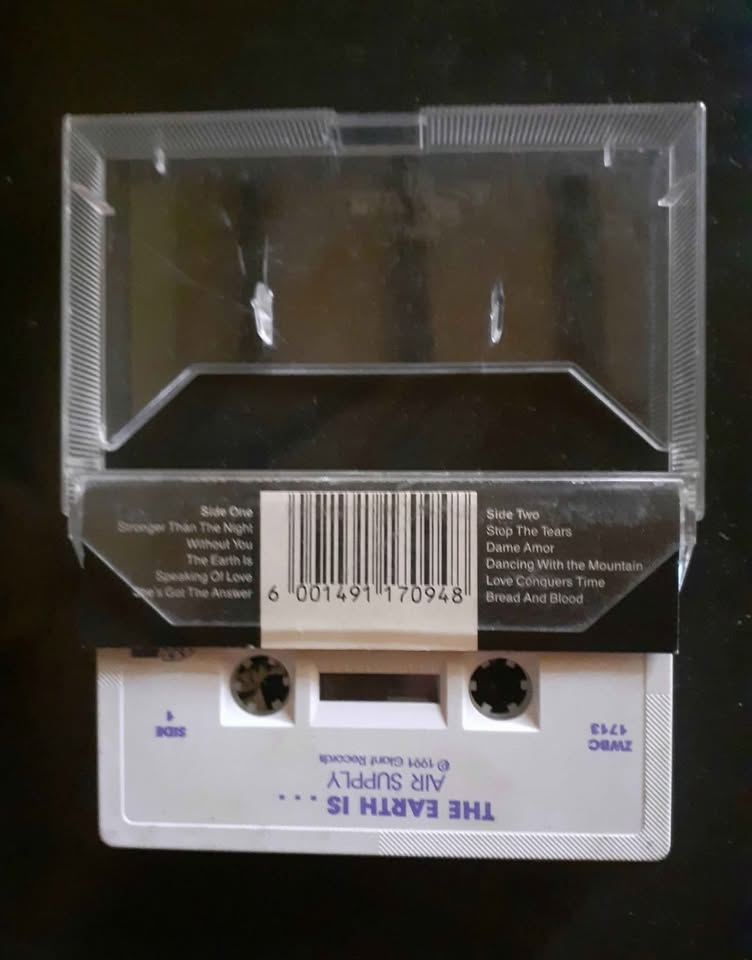 Side One
Stronger Than The Night
Without You
The Earth Is
Speaking Of Love
She's Got The Answer
6 001491 170948
Side Two
Stop The Tears
Dame Amor
Dancing With the Mountain
Love Conquers Time
Bread And Blood
THE EARTH IS ...
AIR SUPPLY
℗ 1991 Giant Records
SIDE
1
ZWBC
1713